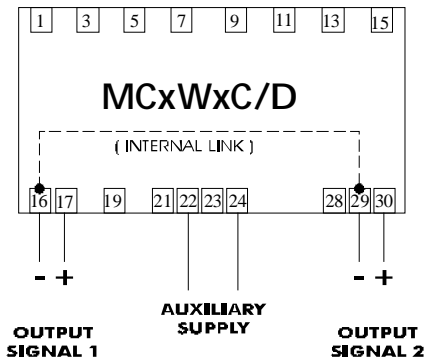 1 3 5 7 9 11 13 15
MCxWxC/D
( INTERNAL LINK )
16 17 19 21 22 23 24 28 29 30
- + - +
AUXILIARY
SUPPLY
OUTPUT
SIGNAL 1
OUTPUT
SIGNAL 2